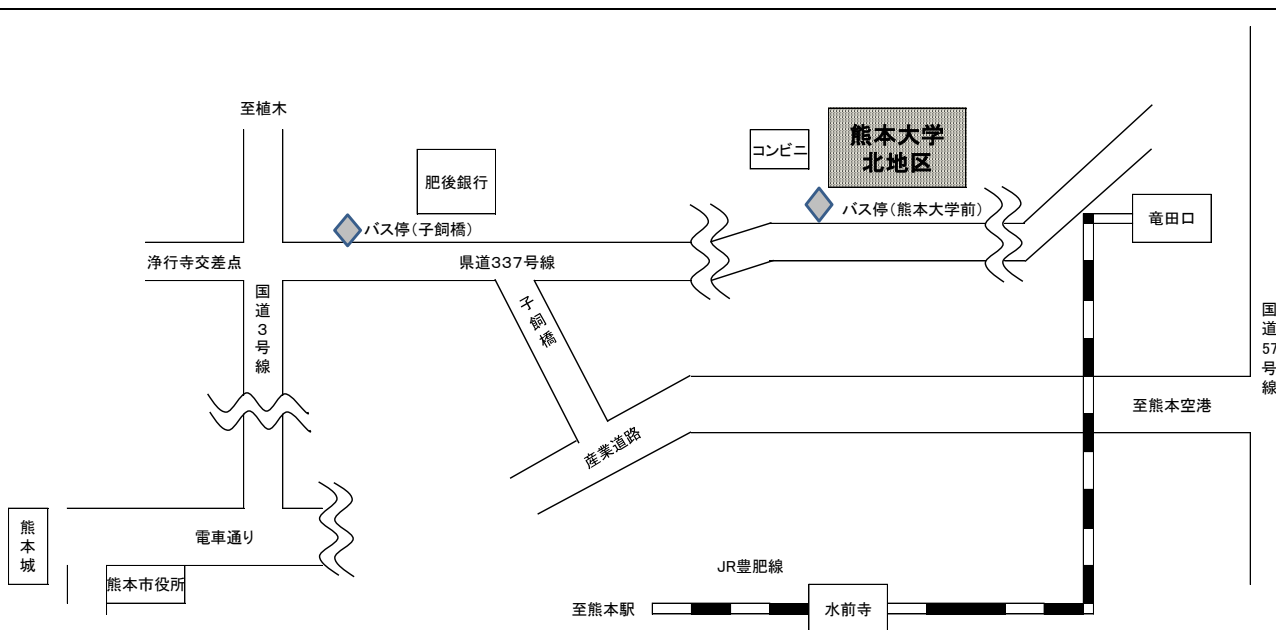 至植木
コンビニ
熊本大学
北地区
肥後銀行
バス停(熊本大学前)
竜田口
バス停(子飼橋)
浄行寺交差点
県道337号線
国道3号線
子飼橋
国道57号線
至熊本空港
産業道路
熊本城
電車通り
熊本市役所
JR豊肥線
至熊本駅
水前寺